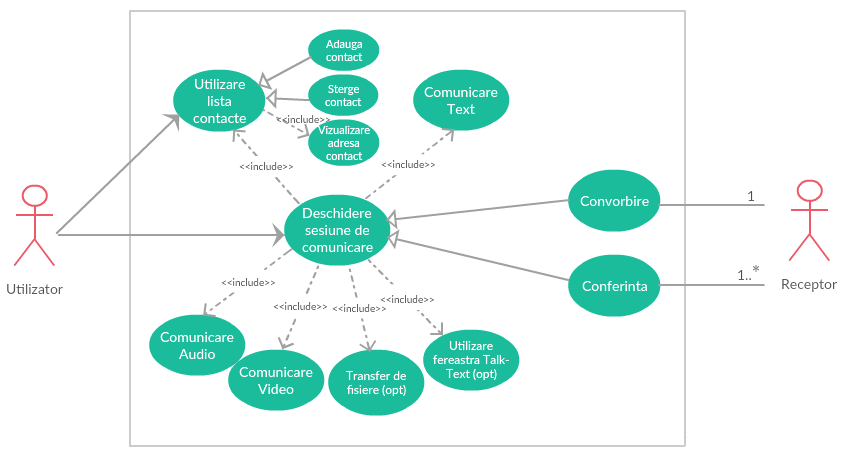 Adauga
contact
Utilizare
lista
contacte
Sterge
contact
Comunicare
Text
<<include>>
Vizualizare
adresa
contact
<<include>>
<<include>>
Deschidere
sesiune de
comunicare
Convorbire
1
Utilizator
Conferinta
1..*
Receptor
<<include>>
<<include>>
<<include>>
<<include>>
Comunicare
Audio
Comunicare
Video
Transfer de
fisiere (opt)
Utilizare
fereastra Talk-
Text (opt)